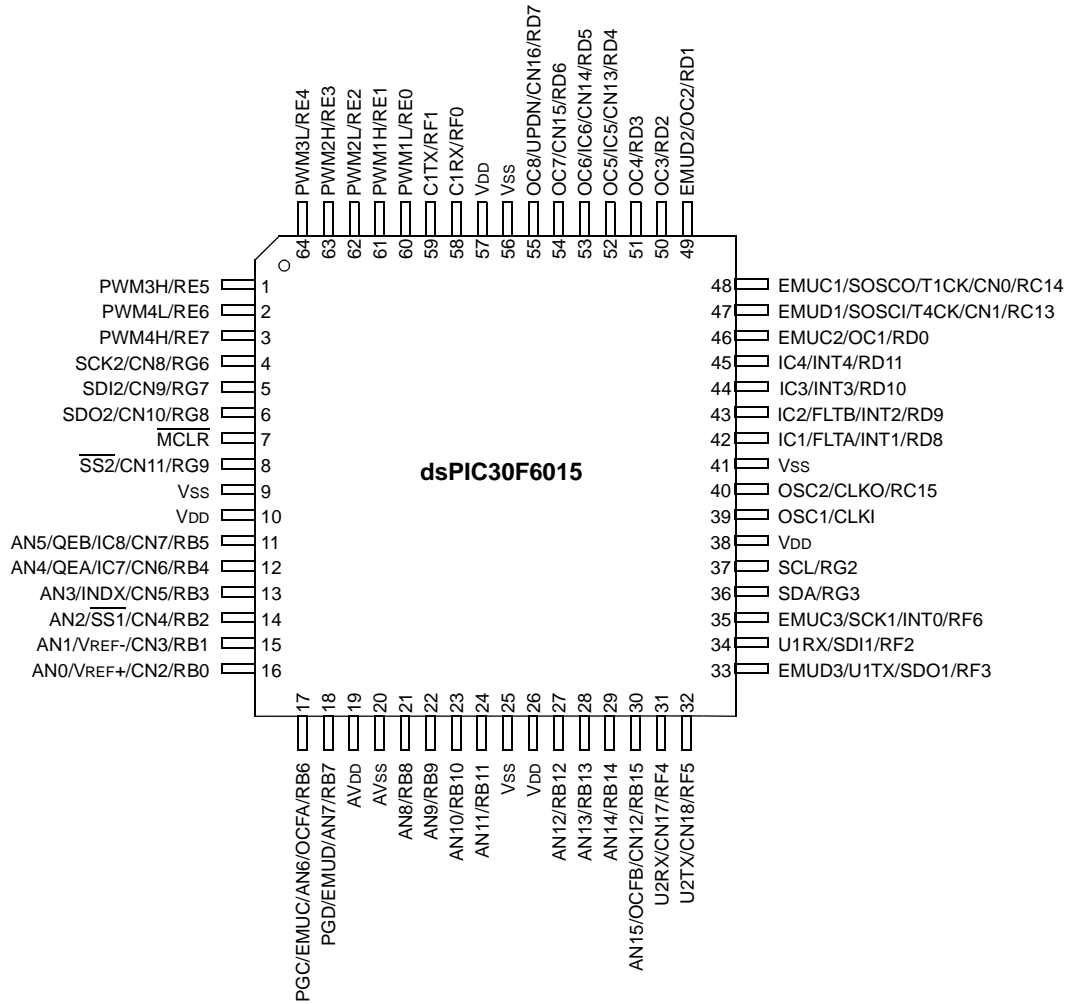 PWM3L/RE4
PWM2H/RE3
PWM2L/RE2
PWM1H/RE1
PWM1L/RE0
C1TX/RF1
C1RX/RF0
VDD
VSS
OC8/UPDN/CN16/RD7
OC7/CN15/RD6
OC6/IC6/CN14/RD5
OC5/IC5/CN13/RD4
OC4/RD3
OC3/RD2
EMUD2/OC2/RD1
64 63 62 61 60 59 58 57 56 55 54 53 52 51 50 49
PWM3H/RE5 1
PWM4L/RE6 2
PWM4H/RE7 3
SCK2/CN8/RG6 4
SDI2/CN9/RG7 5
SDO2/CN10/RG8 6
MCLR 7
SS2/CN11/RG9 8
VSS 9
VDD 10
AN5/QEB/IC8/CN7/RB5 11
AN4/QEA/IC7/CN6/RB4 12
AN3/INDX/CN5/RB3 13
AN2/SS1/CN4/RB2 14
AN1/VREF-/CN3/RB1 15
AN0/VREF+/CN2/RB0 16
dsPIC30F6015
48 EMUC1/SOSCO/T1CK/CN0/RC14
47 EMUD1/SOSCI/T4CK/CN1/RC13
46 EMUC2/OC1/RD0
45 IC4/INT4/RD11
44 IC3/INT3/RD10
43 IC2/FLTB/INT2/RD9
42 IC1/FLTA/INT1/RD8
41 VSS
40 OSC2/CLKO/RC15
39 OSC1/CLKI
38 VDD
37 SCL/RG2
36 SDA/RG3
35 EMUC3/SCK1/INT0/RF6
34 U1RX/SDI1/RF2
33 EMUD3/U1TX/SDO1/RF3
17 18 19 20 21 22 23 24 25 26 27 28 29 30 31 32
PGC/EMUC/AN6/OCFA/RB6
PGD/EMUD/AN7/RB7
AVDD
AVSS
AN8/RB8
AN9/RB9
AN10/RB10
AN11/RB11
VSS
VDD
AN12/RB12
AN13/RB13
AN14/RB14
AN15/OCFB/CN12/RB15
U2RX/CN17/RF4
U2TX/CN18/RF5